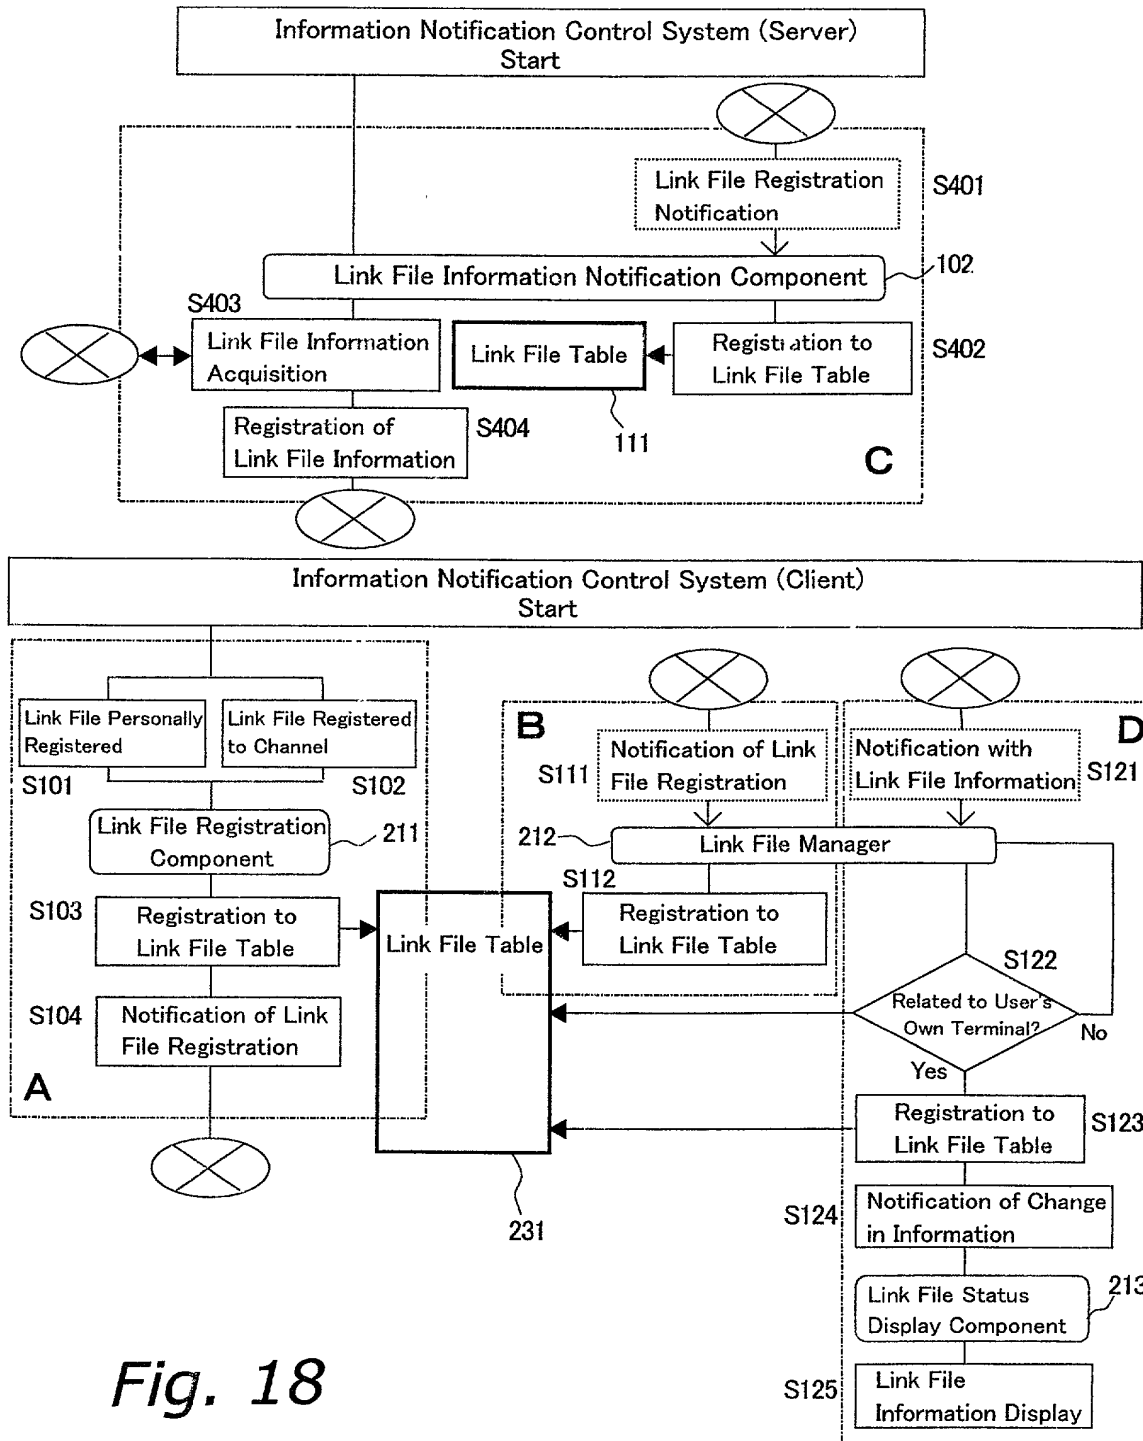 Information Notification Control System (Server)
Start
Link File Registration
Notification
S401
Link File Information Notification Component
102
S403
Link File Information
Acquisition
Link File Table
Registration to
Link File Table
S402
111
Registration of
Link File Information
S404
C
Information Notification Control System (Client)
Start
Link File Personally
Registered
S101
Link File Registered
to Channel
S102
Link File Registration
Component
211
S103
Registration to
Link File Table
S104
Notification of Link
File Registration
A
Link File Table
231
B
S111
Notification of Link
File Registration
D
Notification with
Link File Information
S121
212
Link File Manager
S112
Registration to
Link File Table
S122
Related to User's
Own Terminal?
No
Yes
Registration to
Link File Table
S123
S124
Notification of Change
in Information
Link File Status
Display Component
213
S125
Link File
Information Display
Fig. 18